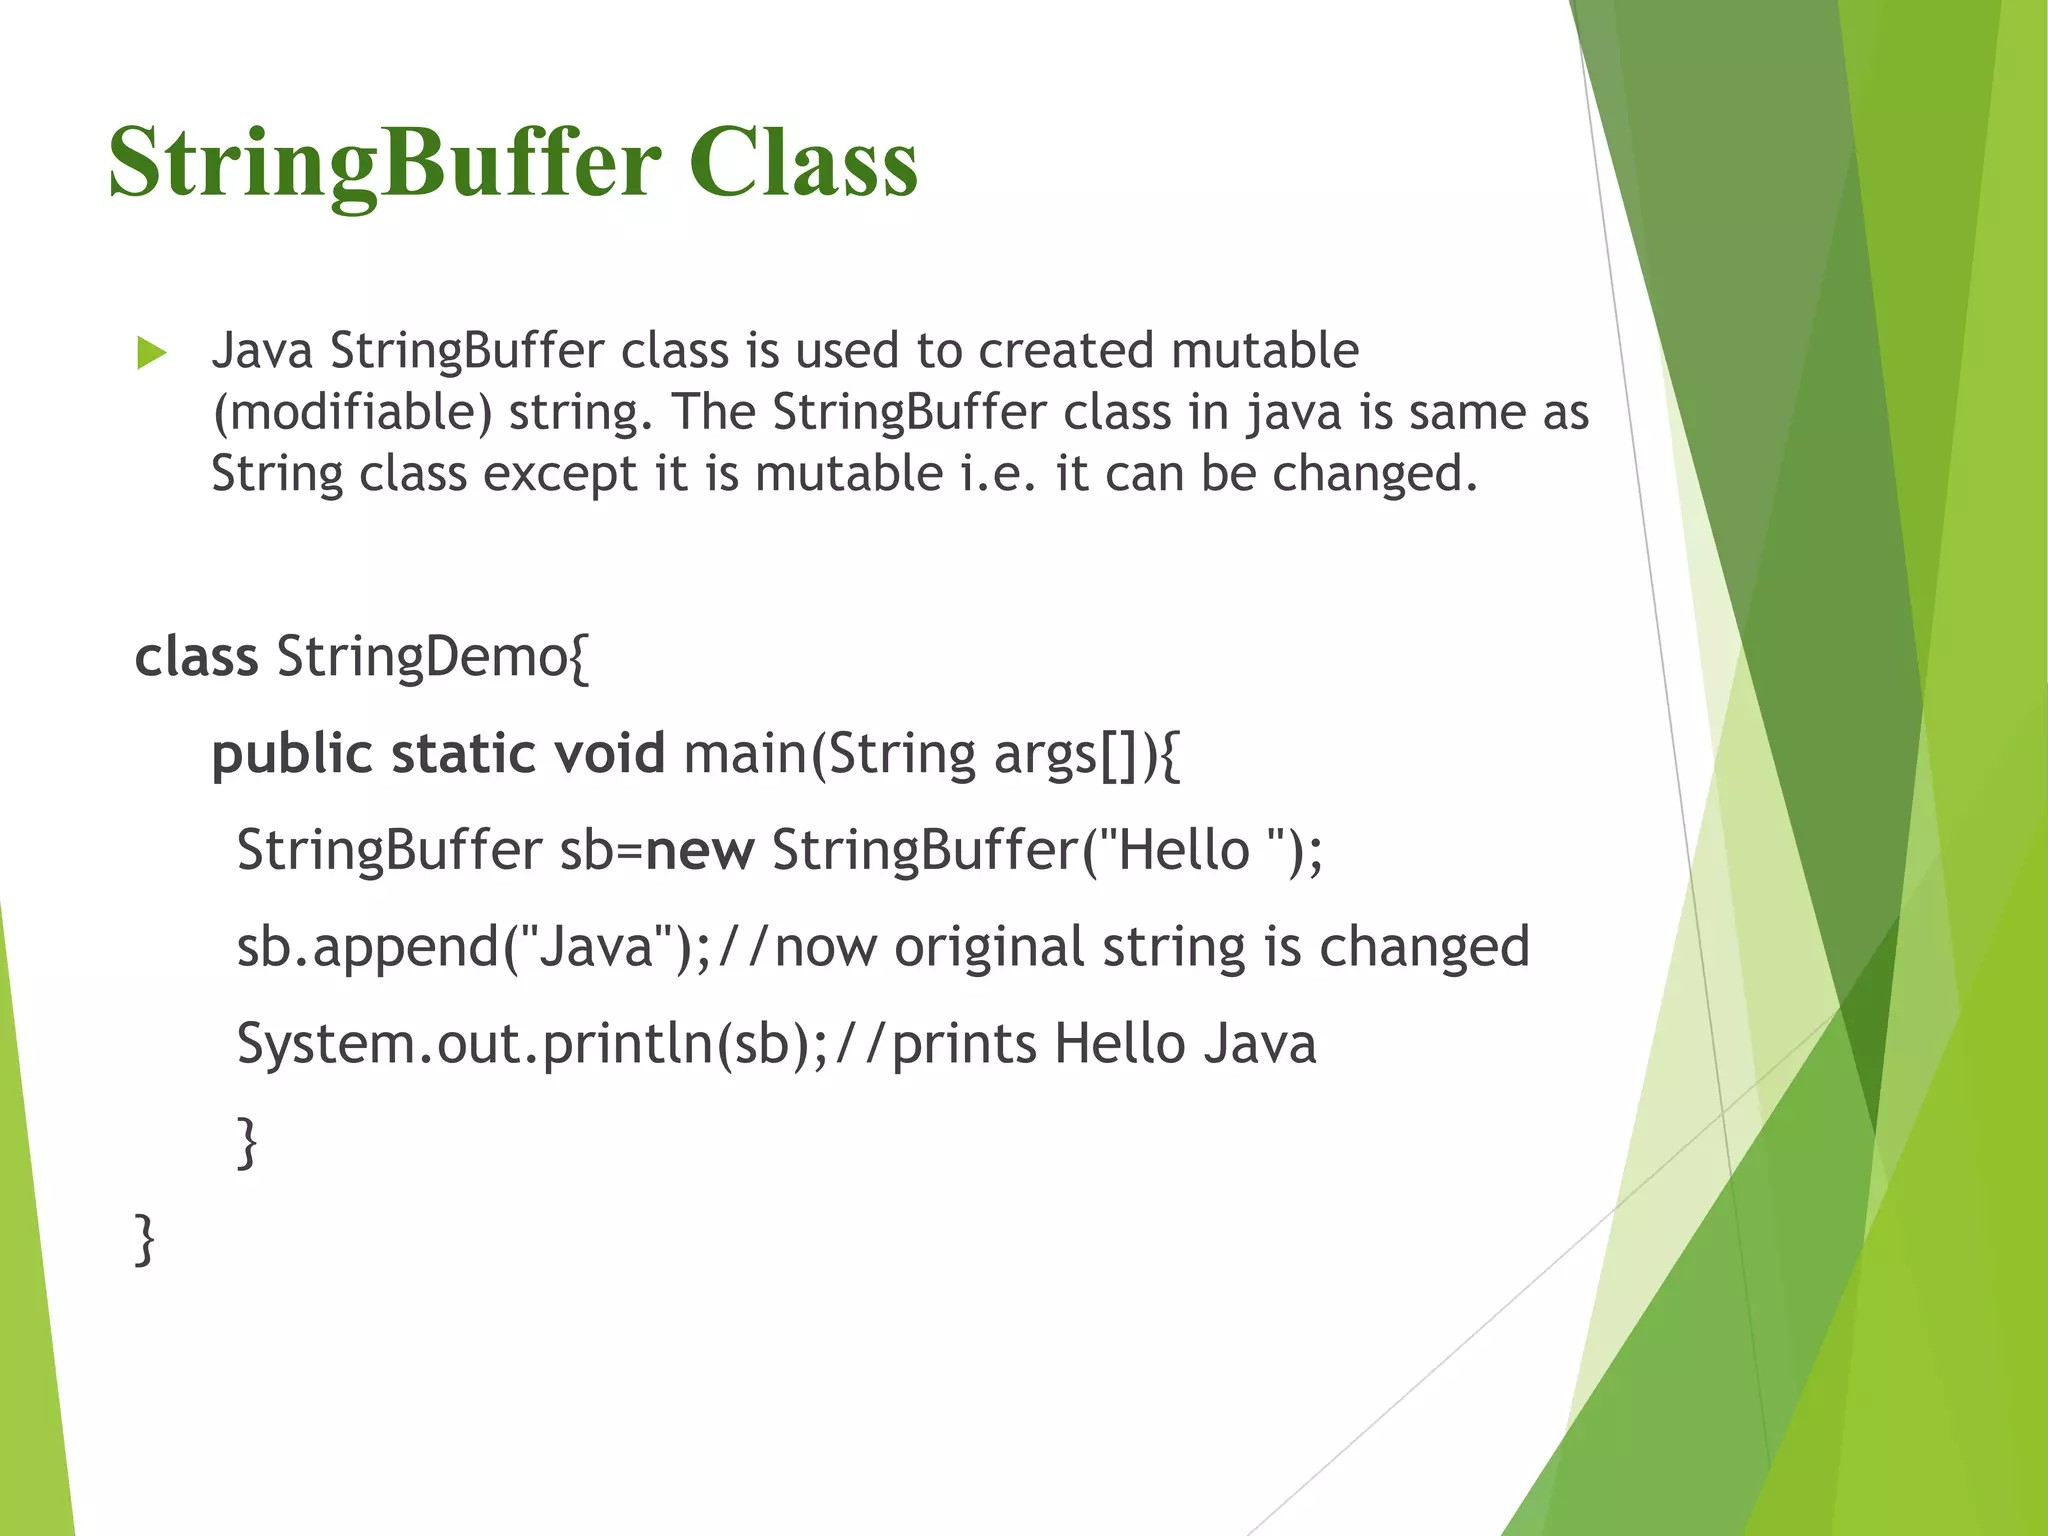 StringBuffer Class
Java StringBuffer class is used to created mutable
(modifiable) string. The StringBuffer class in java is same as
String class except it is mutable i.e. it can be changed.
class StringDemo{
public static void main(String args[]){
StringBuffer sb=new StringBuffer("Hello ");
sb.append("Java");//now original string is changed
System.out.println(sb);//prints Hello Java
}
}